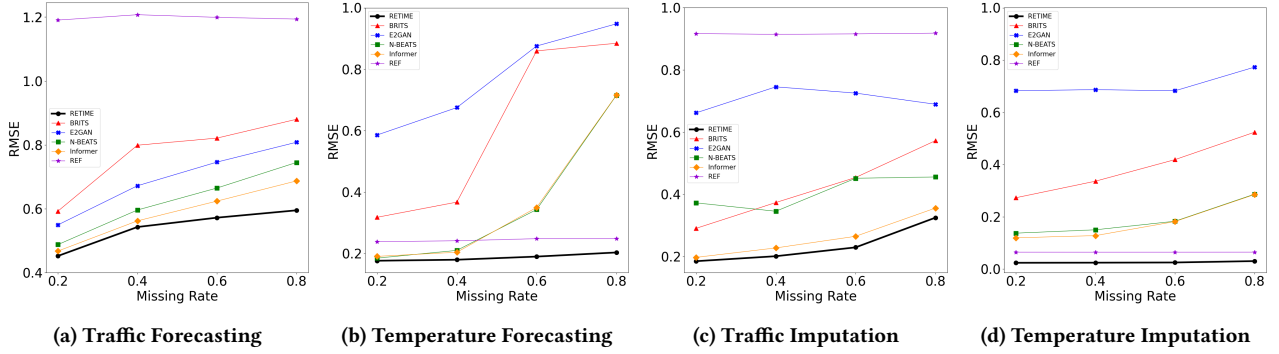 1.2
1.0
0.8
0.6
0.4
RMSE
RETIME
BRITS
E2GAN
N-BEATS
Informer
REF
0.2 0.4 0.6 0.8
Missing Rate
(a) Traffic Forecasting
1.0
0.8
0.6
0.4
0.2
RMSE
RETIME
BRITS
E2GAN
N-BEATS
Informer
REF
0.2 0.4 0.6 0.8
Missing Rate
(b) Temperature Forecasting
1.0
0.8
0.6
0.4
0.2
RMSE
RETIME
BRITS
E2GAN
N-BEATS
Informer
REF
0.2 0.4 0.6 0.8
Missing Rate
(c) Traffic Imputation
1.0
0.8
0.6
0.4
0.2
0.0
RMSE
RETIME
BRITS
E2GAN
N-BEATS
Informer
REF
0.2 0.4 0.6 0.8
Missing Rate
(d) Temperature Imputation